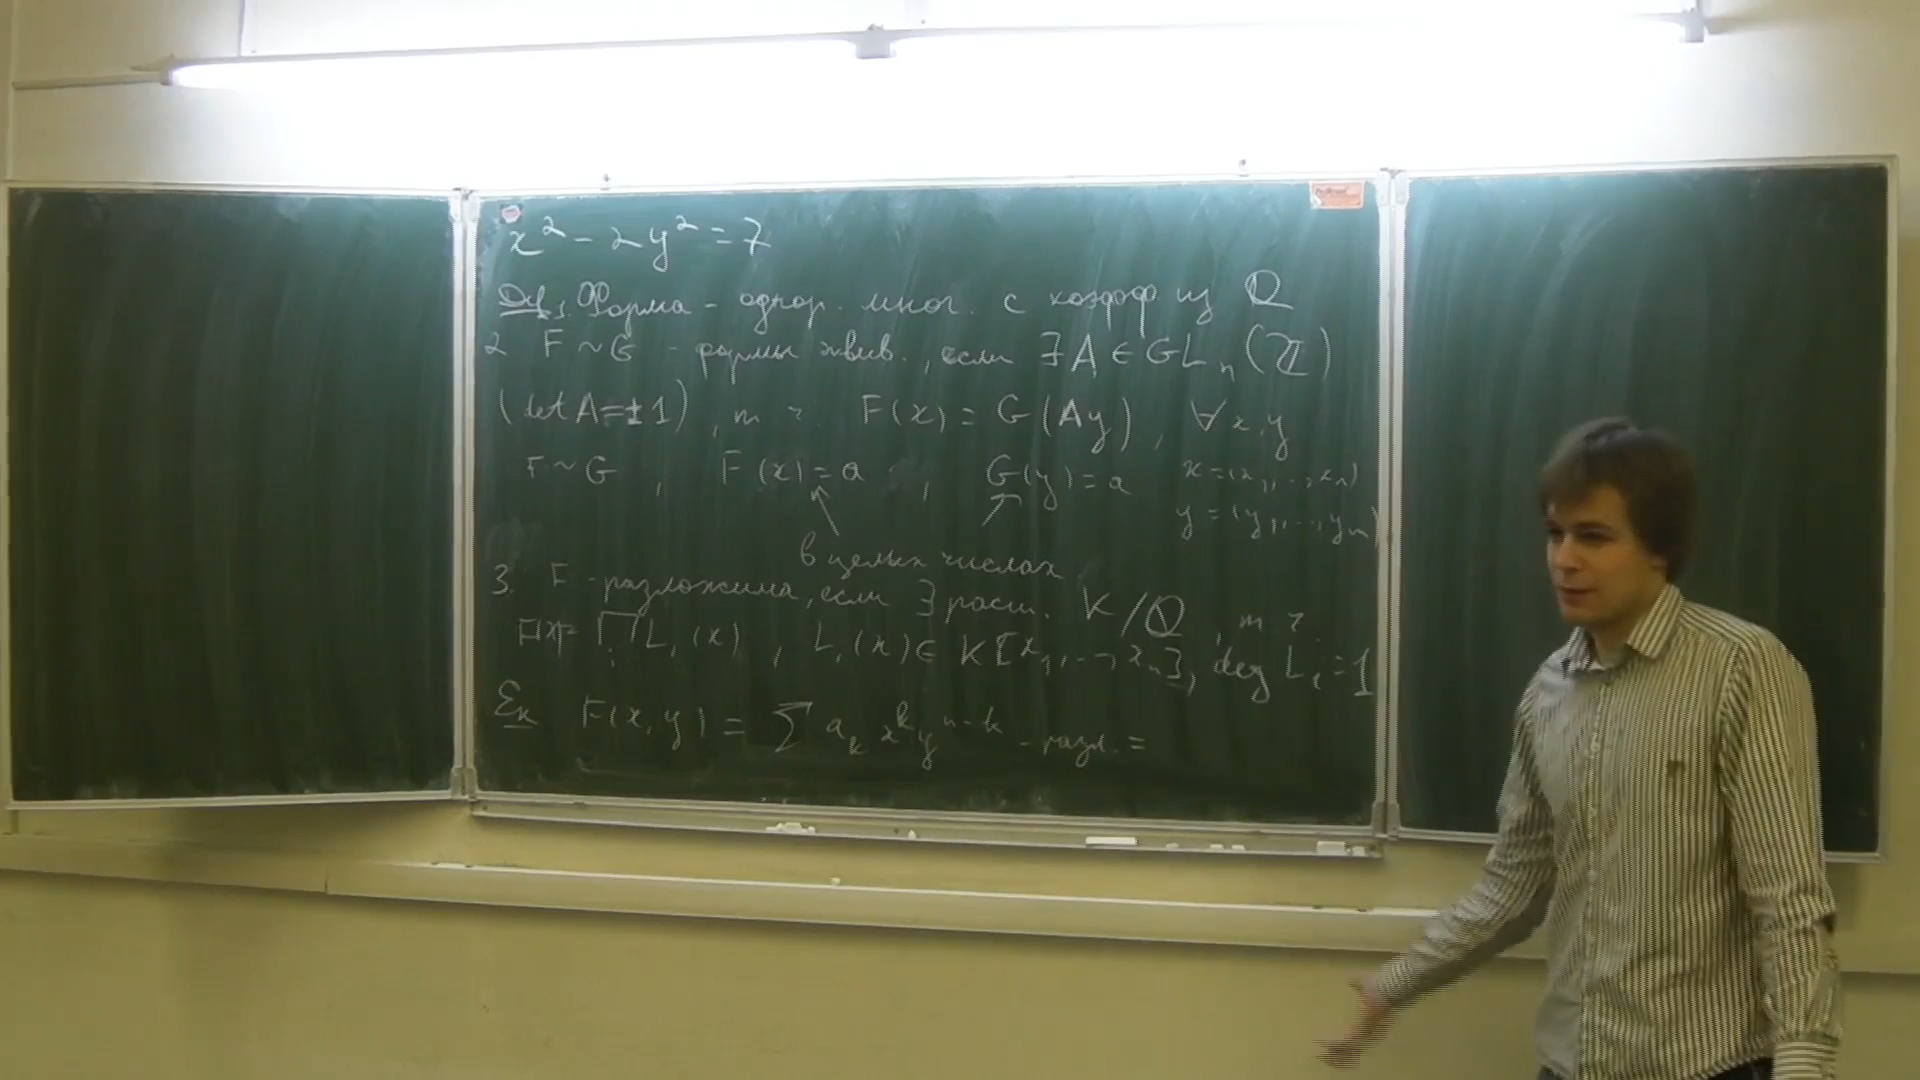 x² - 2y² = 7
Def 1. Форма - однор. мног. с коэфф. из ℚ
2 F ~ G - формы эквив., если ∃ A ∈ GLₙ(ℤ)
(det A = ±1), т ч. F(x) = G(Ay), ∀ x, y
F ~ G , F(x) = a , G(y) = a x = (x₁, .., xₙ)
y = (y₁, .., yₙ)
в целых числах
3. F - разложима, если ∃ расш. K/ℚ , т ч.
F(x) = ∏ Lᵢ(x) , Lᵢ(x) ∈ K[x₁, .., xₙ], deg Lᵢ = 1
Ex F(x, y) = ∑ aₖ xᵏ yⁿ⁻ᵏ - разл. =